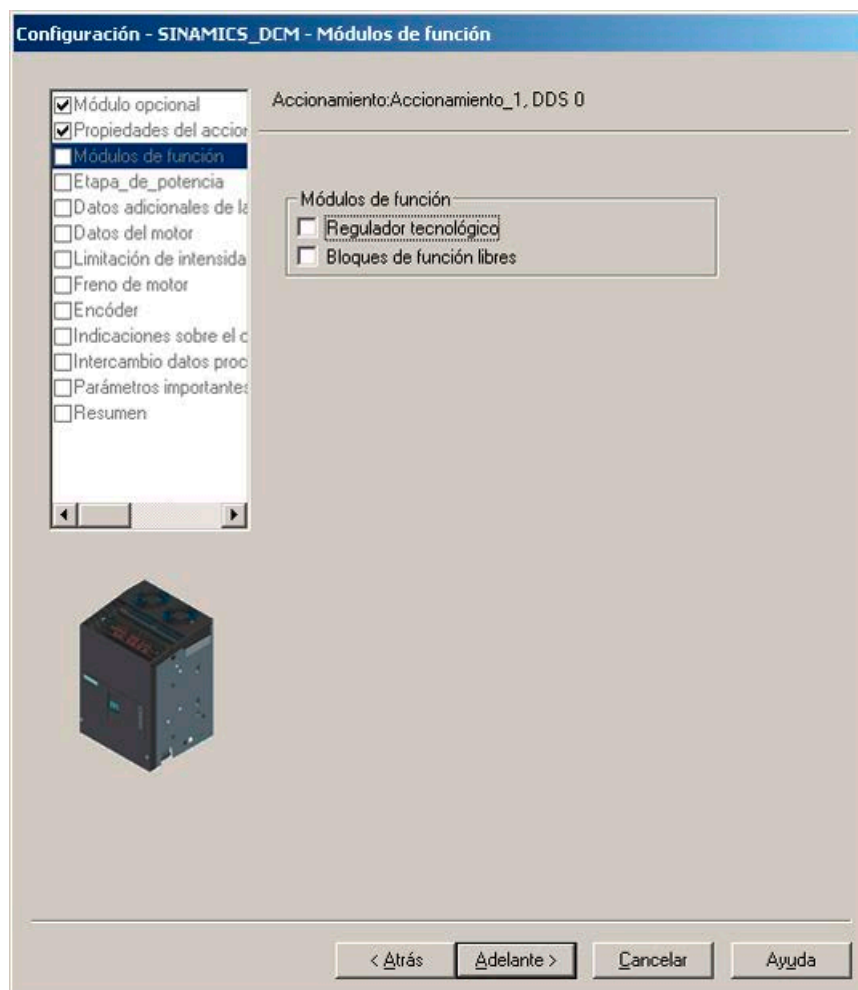 Configuración - SINAMICS_DCM - Módulos de función
Módulo opcional
Propiedades del accion
Módulos de función
Etapa_de_potencia
Datos adicionales de la
Datos del motor
Limitación de intensida
Freno de motor
Encóder
Indicaciones sobre el c
Intercambio datos proc
Parámetros importantes
Resumen
Accionamiento:Accionamiento_1, DDS 0
Módulos de función
Regulador tecnológico
Bloques de función libres
< Atrás
Adelante >
Cancelar
Ayuda